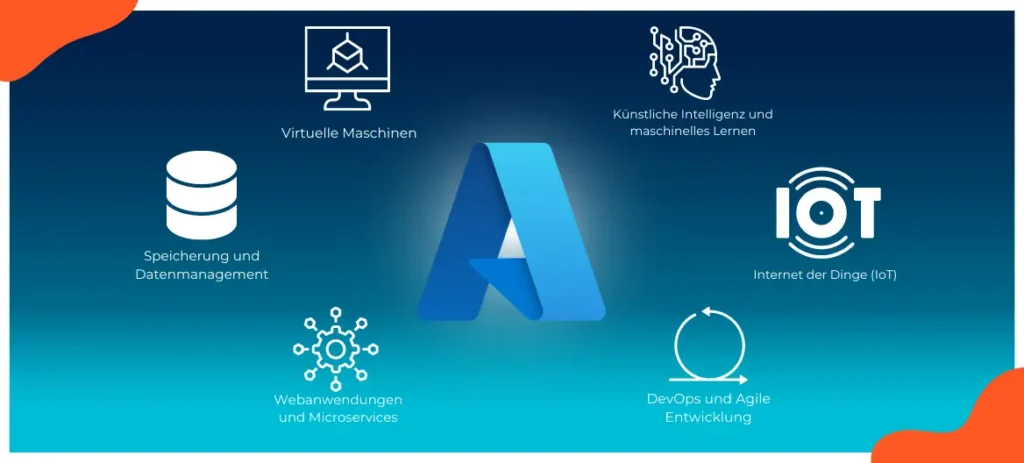 Virtuelle Maschinen
Künstliche Intelligenz und
maschinelles Lernen
Speicherung und
Datenmanagement
IOT
Internet der Dinge (IoT)
Webanwendungen
und Microservices
DevOps und Agile
Entwicklung